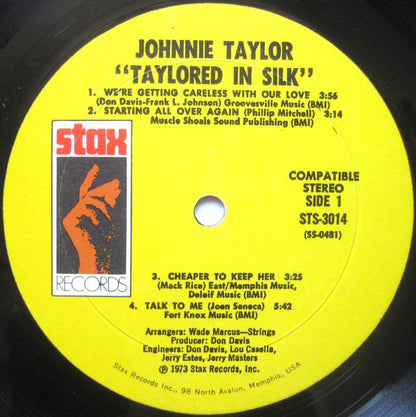 JOHNNIE TAYLOR
"TAYLORED IN SILK"
1. WE'RE GETTING CARELESS WITH OUR LOVE 3:56
(Don Davis-Frank L. Johnson) Groovesville Music (BMI)
2. STARTING ALL OVER AGAIN (Phillip Mitchell) 3:14
Muscle Shoals Sound Publishing (BMI)
stax
RECORDS
COMPATIBLE
STEREO
SIDE 1
STS-3014
(SS-0481)
3. CHEAPER TO KEEP HER 3:25
(Mack Rice) East/Memphis Music,
Deleif Music (BMI)
4. TALK TO ME (Joen Seneca) 5:42
Fort Knox Music (BMI)
Arrangers: Wade Marcus—Strings
Producer: Don Davis
Engineers: Don Davis, Lou Casella,
Jerry Estes, Jerry Masters
℗ 1973 Stax Records, Inc.
Stax Records Inc., 98 North Avalon, Memphis, USA